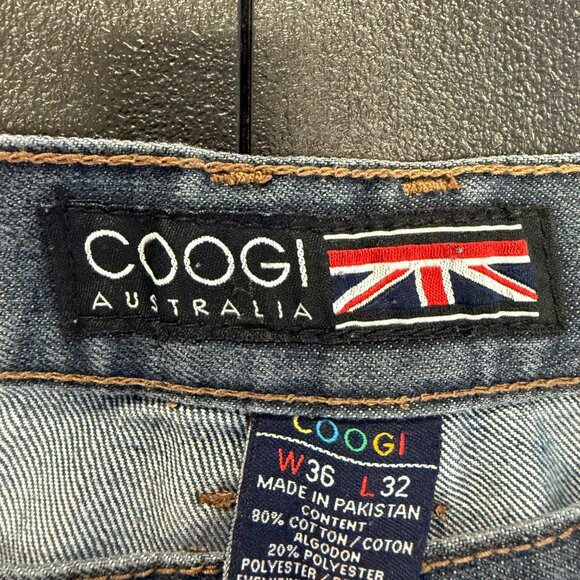 COOGI
AUSTRALIA
COOGI
W36 L32
MADE IN PAKISTAN
CONTENT
80% COTTON/COTON
ALGODON
20% POLYESTER
POLYESTER/